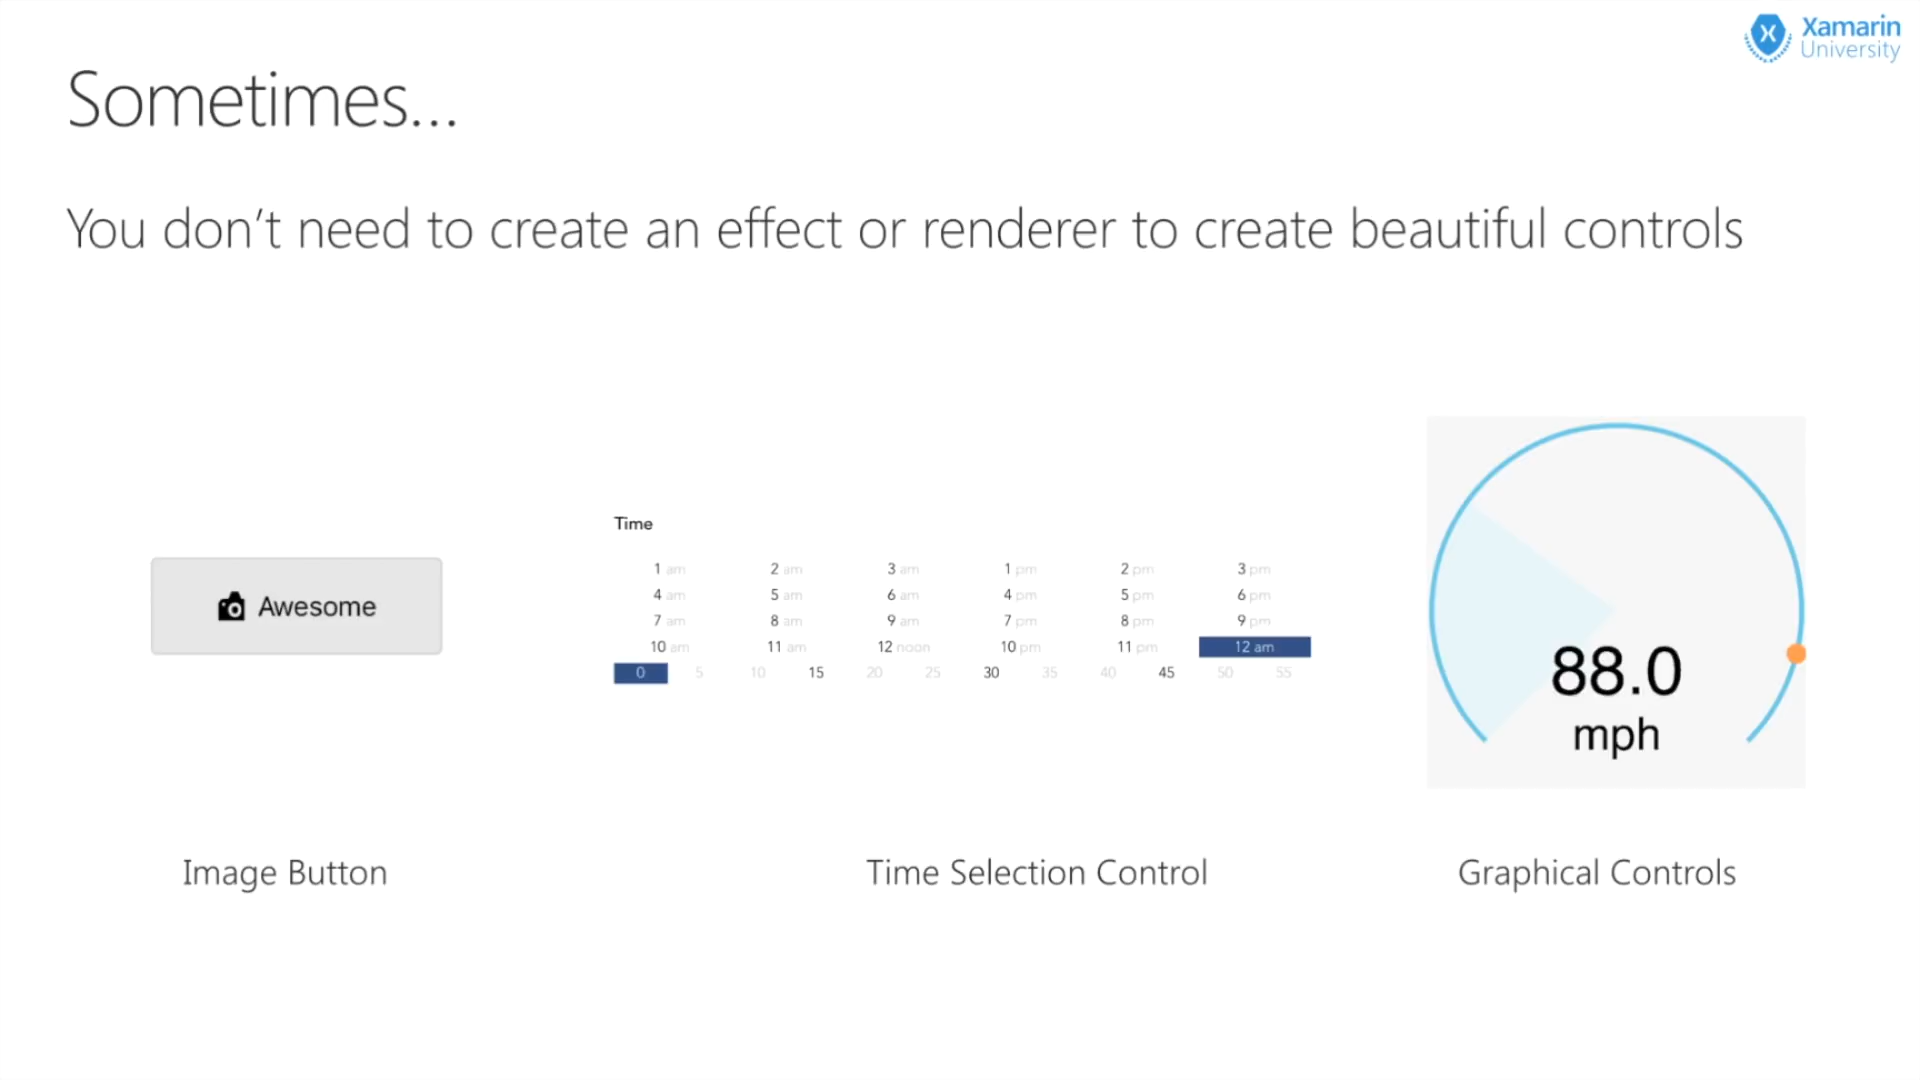 Xamarin
University
Sometimes...
You don't need to create an effect or renderer to create beautiful controls
Awesome
Time
1 am 2 am 3 am 1 pm 2 pm 3 pm
4 am 5 am 6 am 4 pm 5 pm 6 pm
7 am 8 am 9 am 7 pm 8 pm 9 pm
10 am 11 am 12 noon 10 pm 11 pm 12 am
0 5 10 15 20 25 30 35 40 45 50 55
88.0
mph
Image Button
Time Selection Control
Graphical Controls